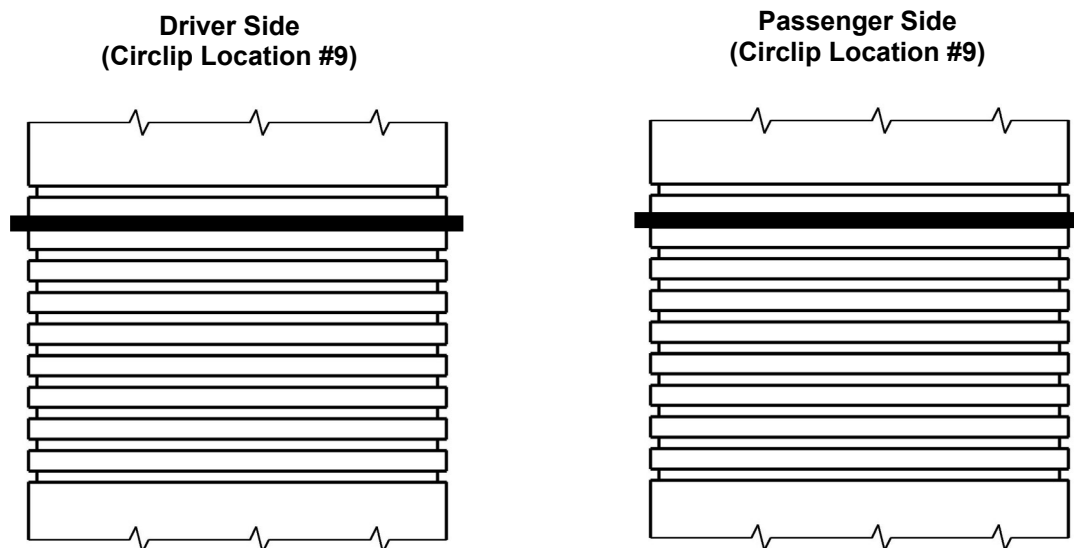 Driver Side
(Circlip Location #9)
Passenger Side
(Circlip Location #9)